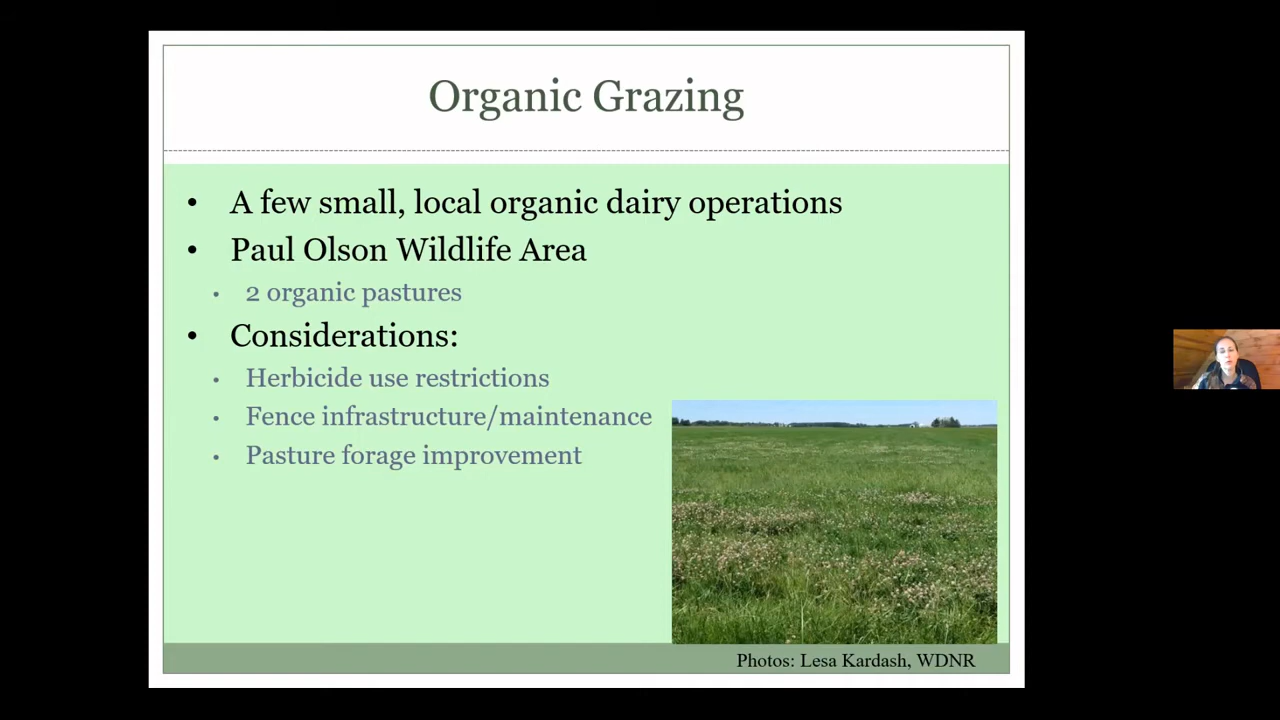 Organic Grazing
• A few small, local organic dairy operations
• Paul Olson Wildlife Area
• 2 organic pastures
• Considerations:
• Herbicide use restrictions
• Fence infrastructure/maintenance
• Pasture forage improvement
Photos: Lesa Kardash, WDNR